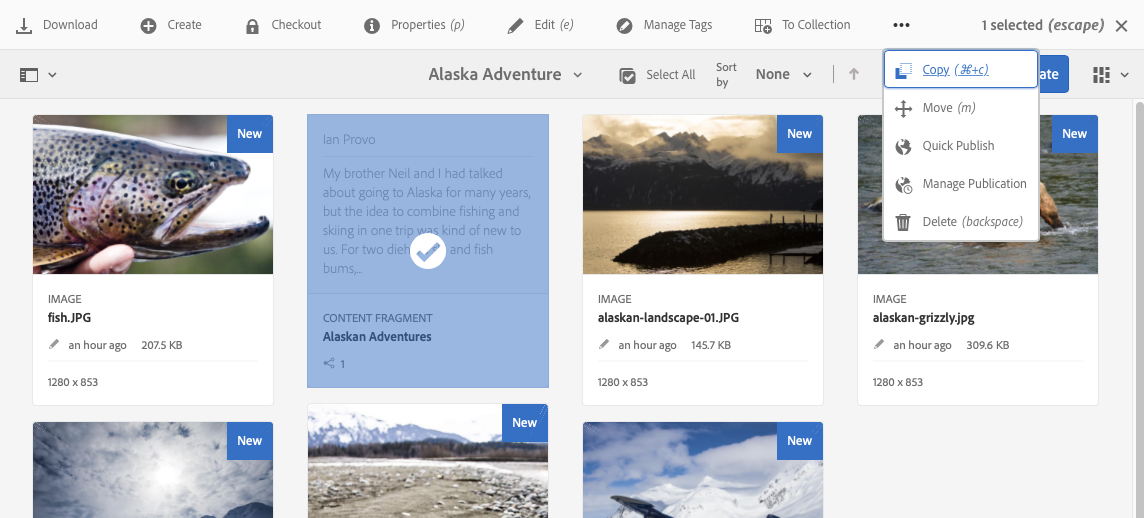 Download
Create
Checkout
Properties (p)
Edit (e)
Manage Tags
To Collection
•••
1 selected (escape)
Alaska Adventure
Select All
Sort
by
None
ate
Copy (⌘+c)
Move (m)
Quick Publish
Manage Publication
Delete (backspace)
New
IMAGE
fish.JPG
an hour ago 207.5 KB
1280 x 853
Ian Provo
My brother Neil and I had talked
about going to Alaska for many years,
but the idea to combine fishing and
skiing in one trip was kind of new to
us. For two dieh and fish
bums,...
CONTENT FRAGMENT
Alaskan Adventures
1
New
IMAGE
alaskan-landscape-01.JPG
an hour ago 145.7 KB
1280 x 853
New
IMAGE
alaskan-grizzly.jpg
an hour ago 309.6 KB
1280 x 853
New
New
New